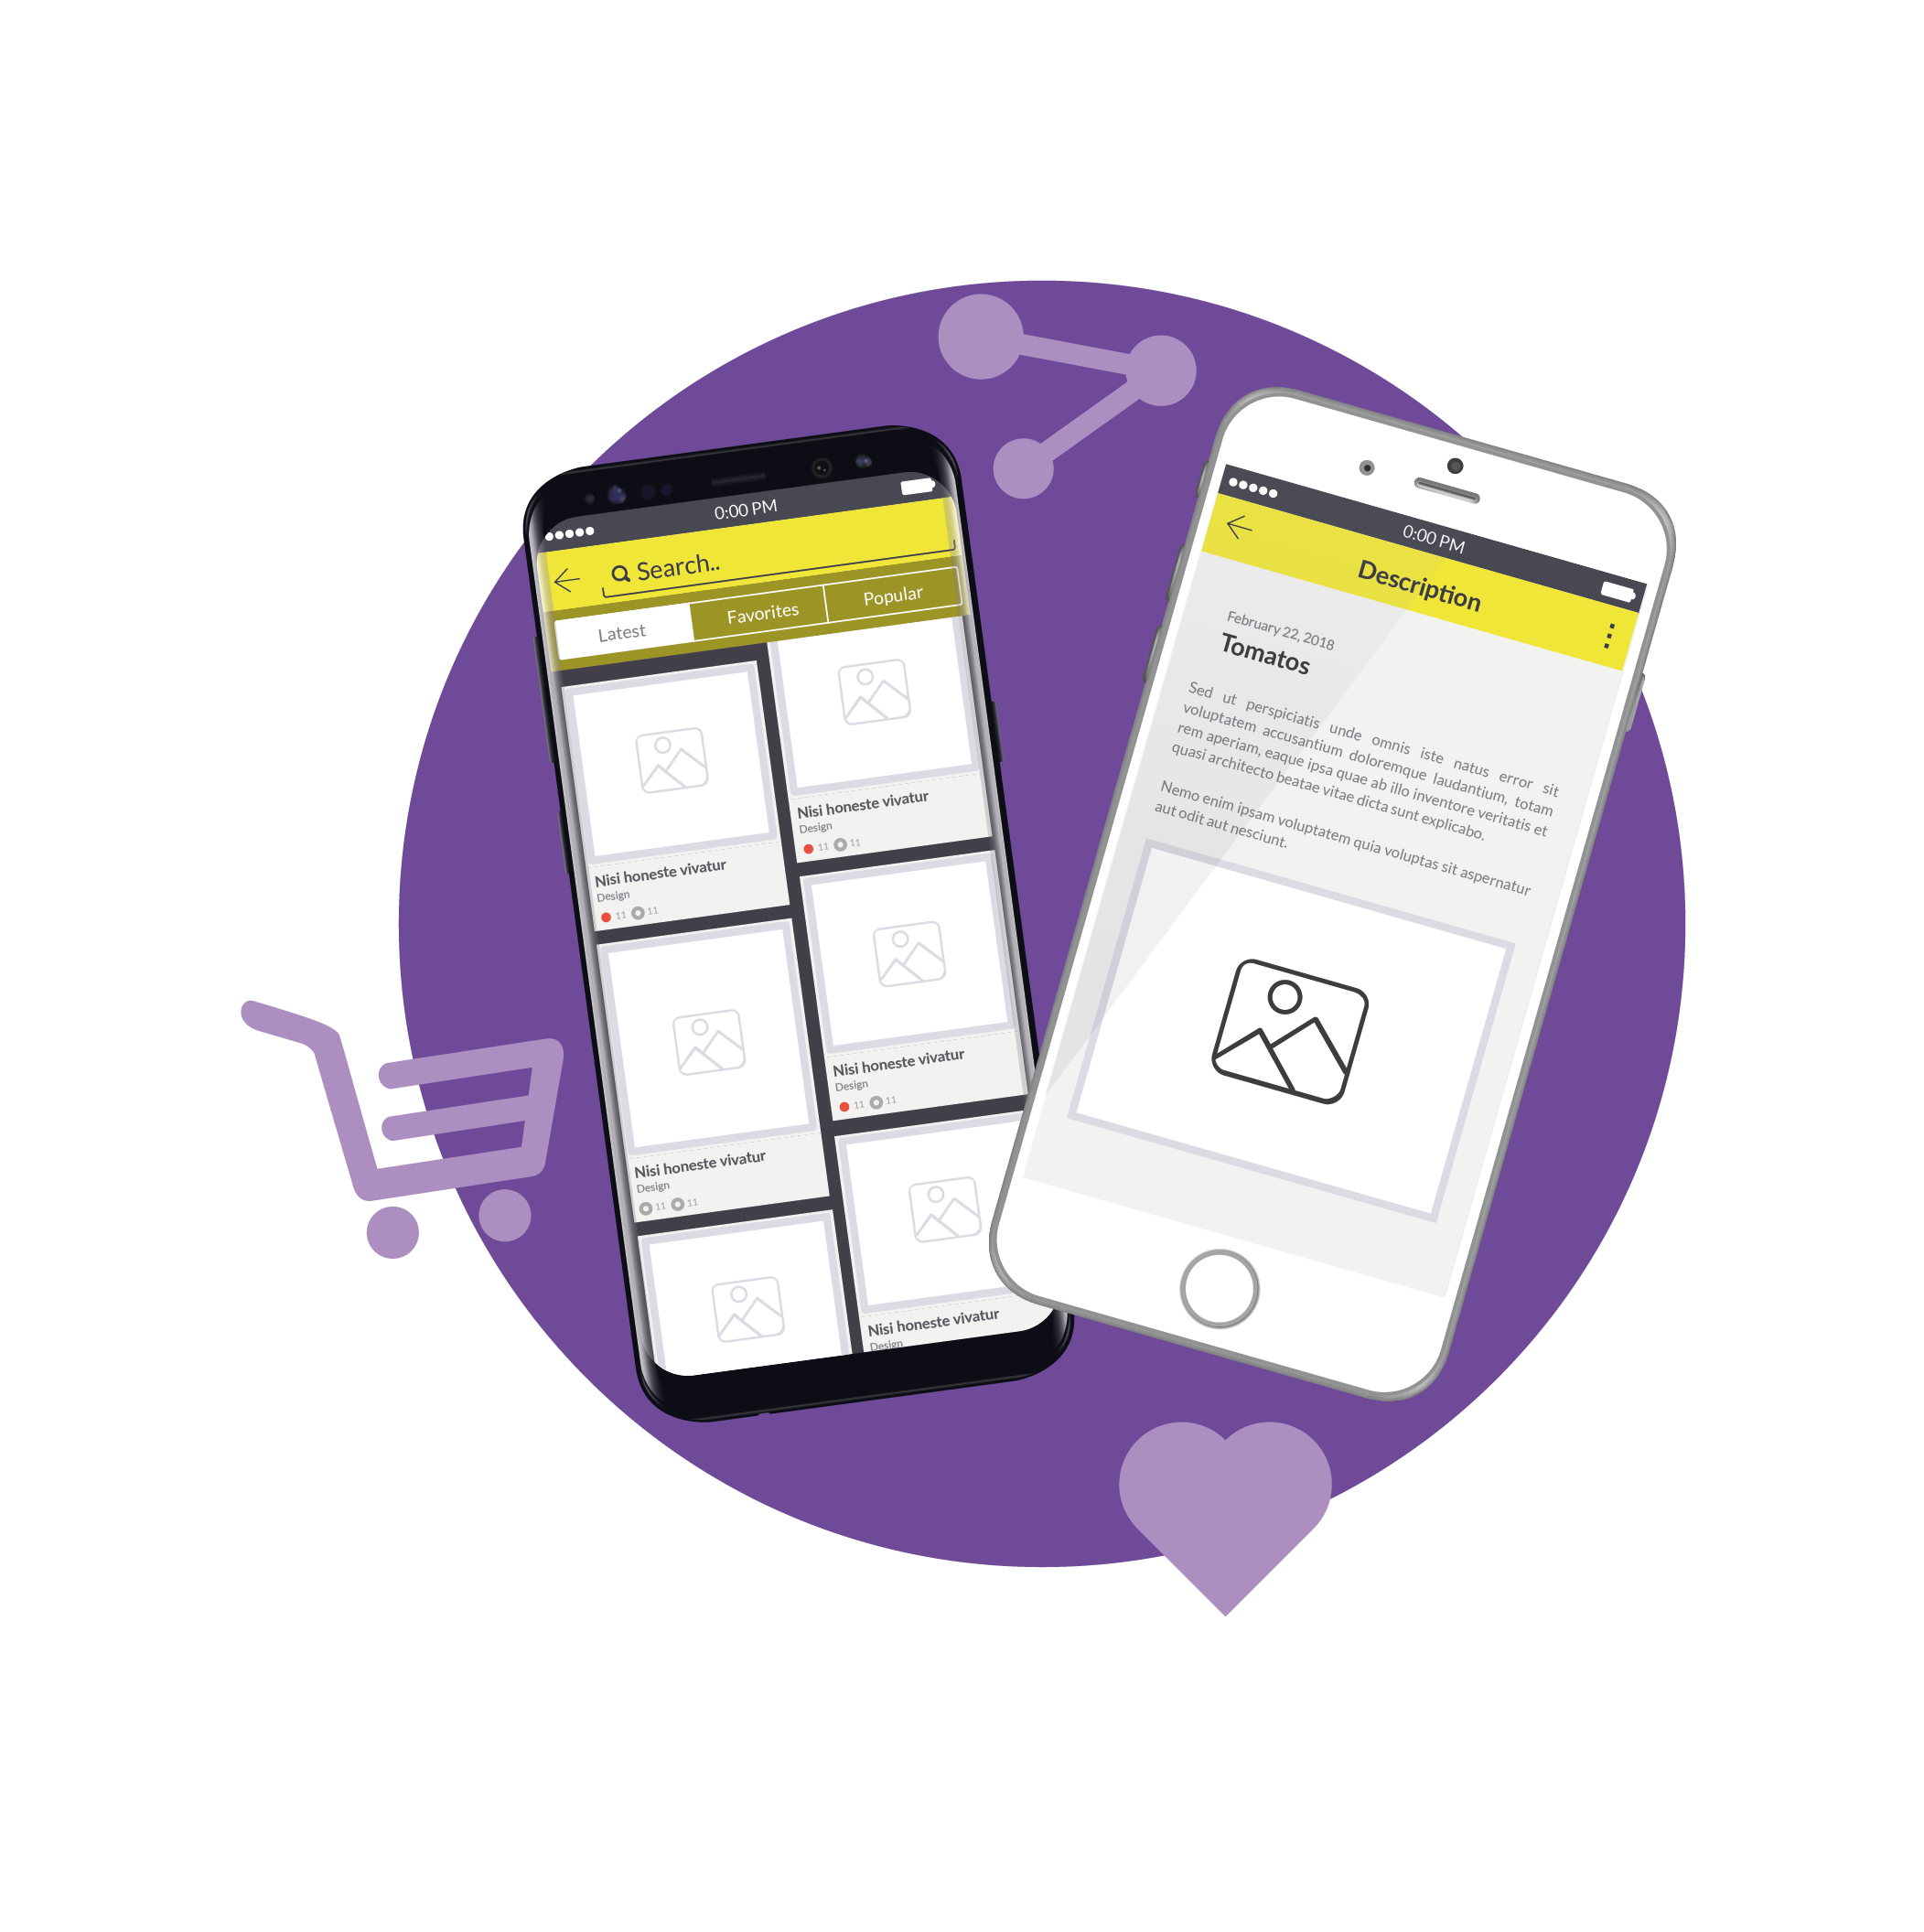 0:00 PM
Search..
Latest
Favorites
Popular
Nisi honeste vivatur
Design
11 11
Nisi honeste vivatur
Design
11 11
Nisi honeste vivatur
Design
11 11
Nisi honeste vivatur
Design
11 11
Nisi honeste vivatur
Design
0:00 PM
Description
February 22, 2018
Tomatos
Sed ut perspiciatis unde omnis iste natus error sit
voluptatem accusantium doloremque laudantium, totam
rem aperiam, eaque ipsa quae ab illo inventore veritatis et
quasi architecto beatae vitae dicta sunt explicabo.
Nemo enim ipsam voluptatem quia voluptas sit aspernatur
aut odit aut nesciunt.